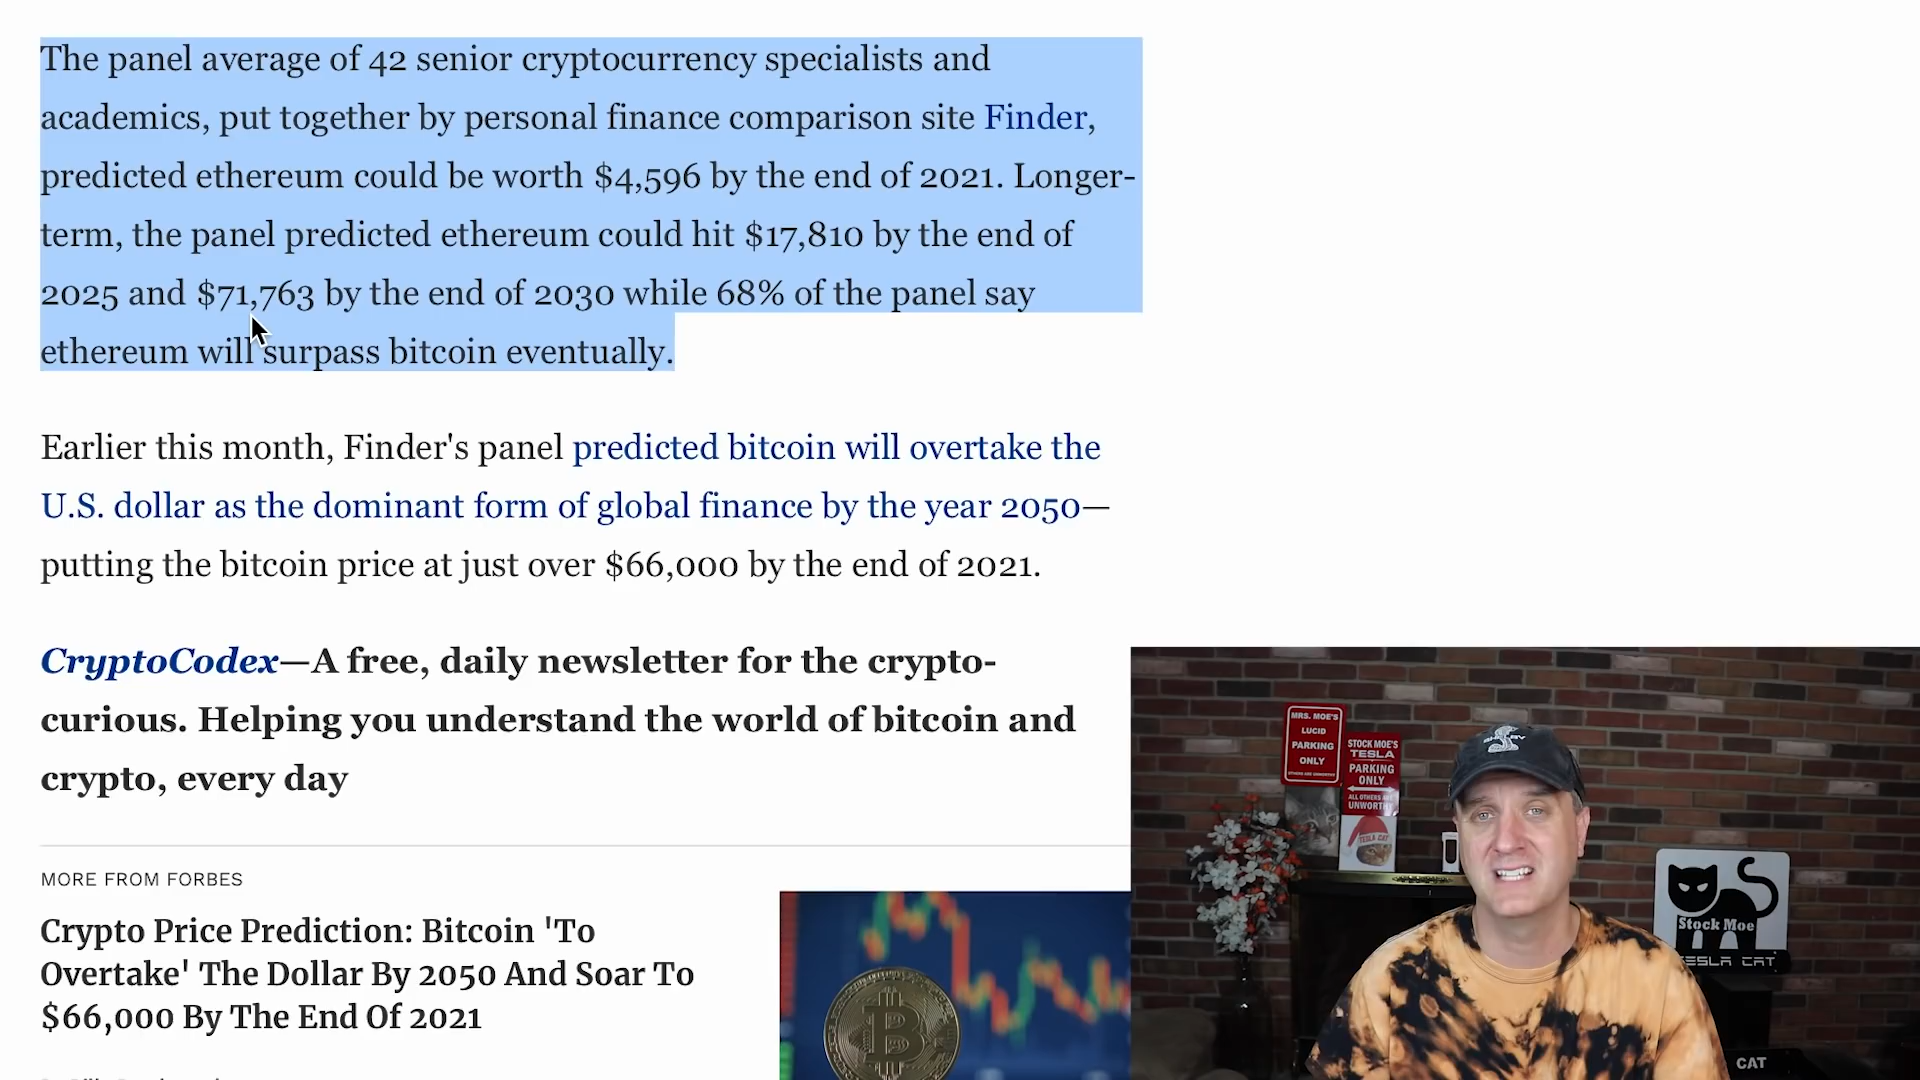 The panel average of 42 senior cryptocurrency specialists and
academics, put together by personal finance comparison site Finder,
predicted ethereum could be worth $4,596 by the end of 2021. Longer-
term, the panel predicted ethereum could hit $17,810 by the end of
2025 and $71,763 by the end of 2030 while 68% of the panel say
ethereum will surpass bitcoin eventually.
Earlier this month, Finder's panel predicted bitcoin will overtake the
U.S. dollar as the dominant form of global finance by the year 2050—
putting the bitcoin price at just over $66,000 by the end of 2021.
CryptoCodex—A free, daily newsletter for the crypto-
curious. Helping you understand the world of bitcoin and
crypto, every day
MORE FROM FORBES
Crypto Price Prediction: Bitcoin 'To
Overtake' The Dollar By 2050 And Soar To
$66,000 By The End Of 2021
MRS. MOE'S
LUCID
PARKING
ONLY
STOCK MOE'S
TESLA
PARKING
ONLY
ALL OTHERS ARE
UNWORTHY
TESLA CAT
Stock Moe
TESLA CAT
CAT